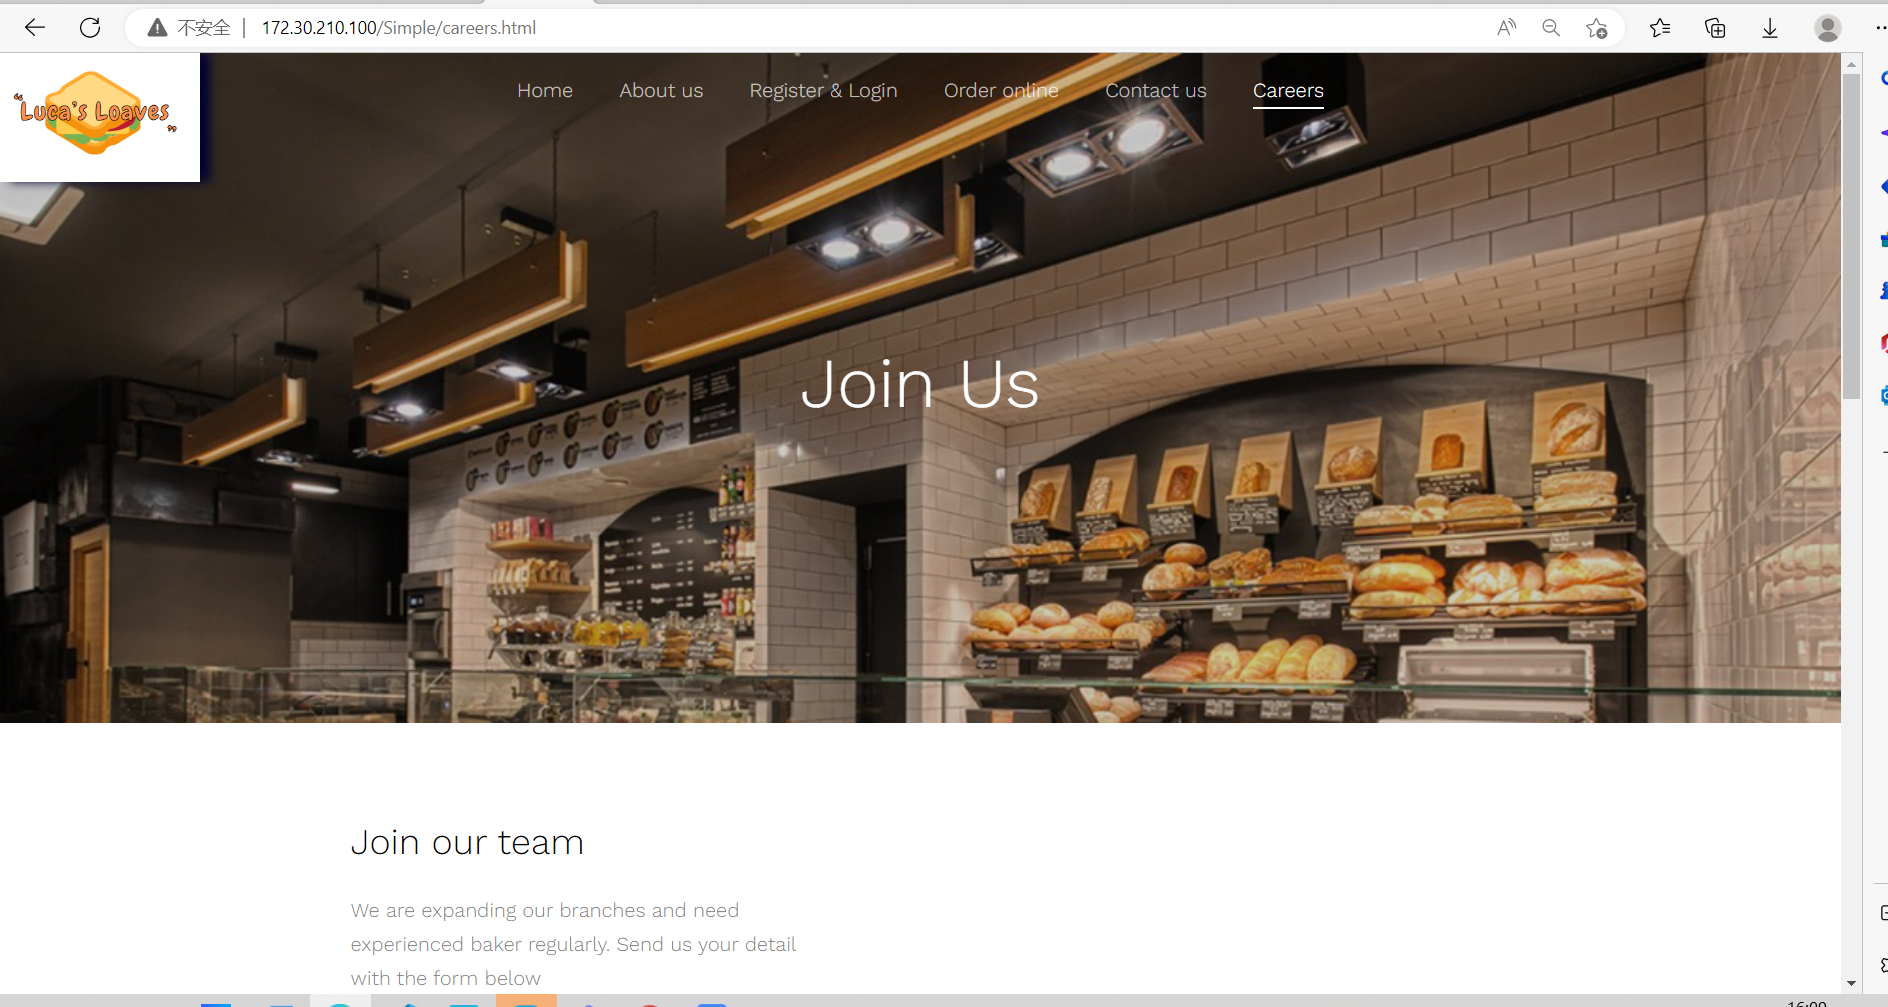 不安全 | 172.30.210.100/Simple/careers.html
"Luca's Loaves"
Home About us Register & Login Order online Contact us Careers
Join Us
Join our team
We are expanding our branches and need
experienced baker regularly. Send us your detail
with the form below